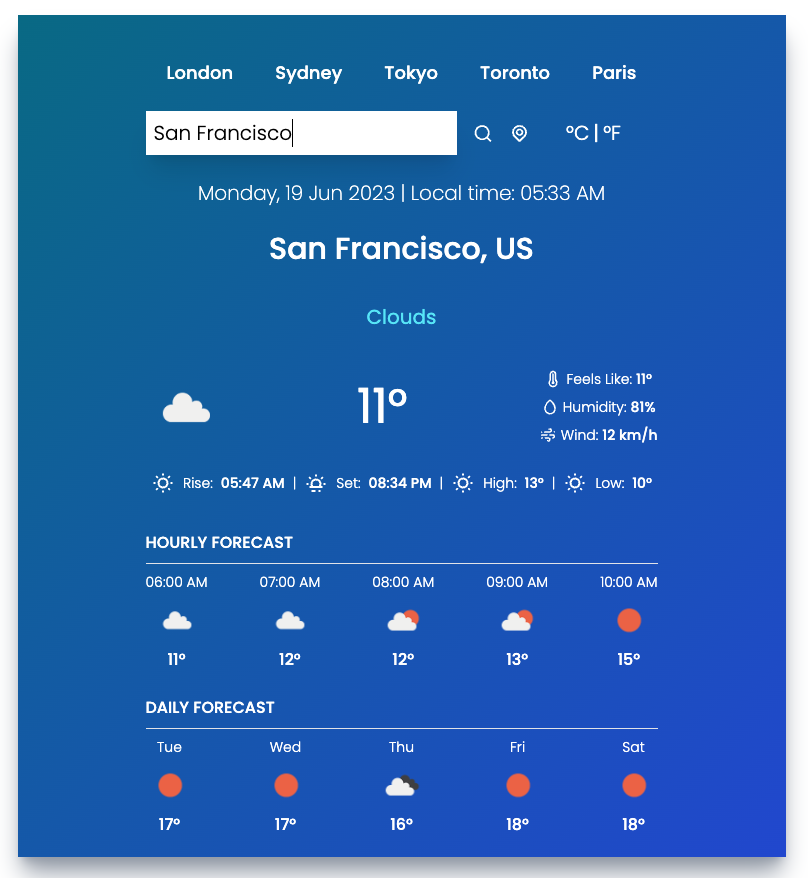 London Sydney Tokyo Toronto Paris
San Francisco °C | °F
Monday, 19 Jun 2023 | Local time: 05:33 AM
San Francisco, US
Clouds
11°
Feels Like: 11°
Humidity: 81%
Wind: 12 km/h
Rise: 05:47 AM | Set: 08:34 PM | High: 13° | Low: 10°
HOURLY FORECAST
06:00 AM 07:00 AM 08:00 AM 09:00 AM 10:00 AM
11° 12° 12° 13° 15°
DAILY FORECAST
Tue Wed Thu Fri Sat
17° 17° 16° 18° 18°